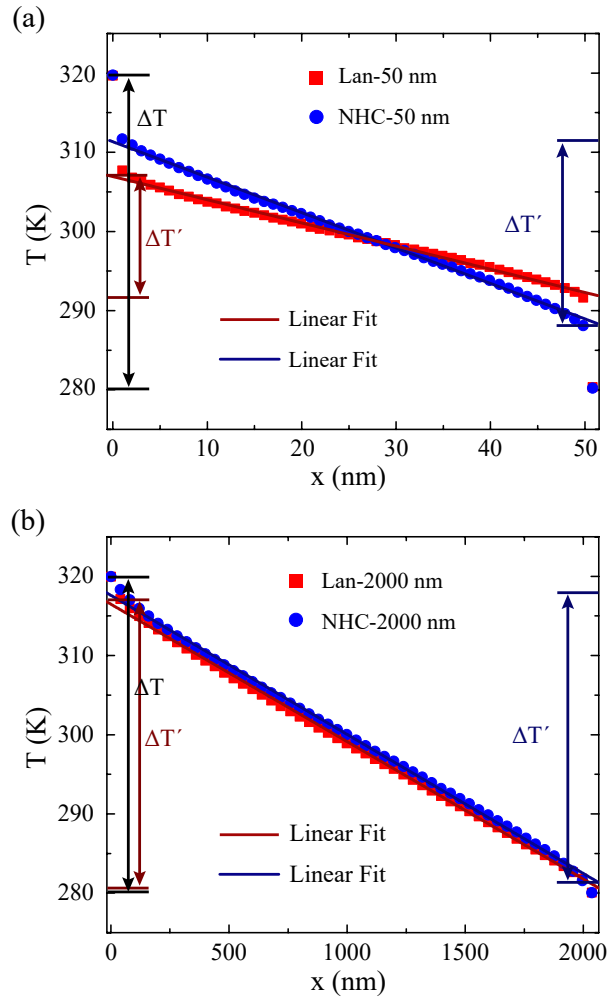 (a)
320
310
300
290
280
T (K)
ΔT
ΔT′
ΔT′
Lan-50 nm
NHC-50 nm
Linear Fit
Linear Fit
0 10 20 30 40 50
x (nm)
(b)
320
310
300
290
280
T (K)
ΔT
ΔT′
ΔT′
Lan-2000 nm
NHC-2000 nm
Linear Fit
Linear Fit
0 500 1000 1500 2000
x (nm)